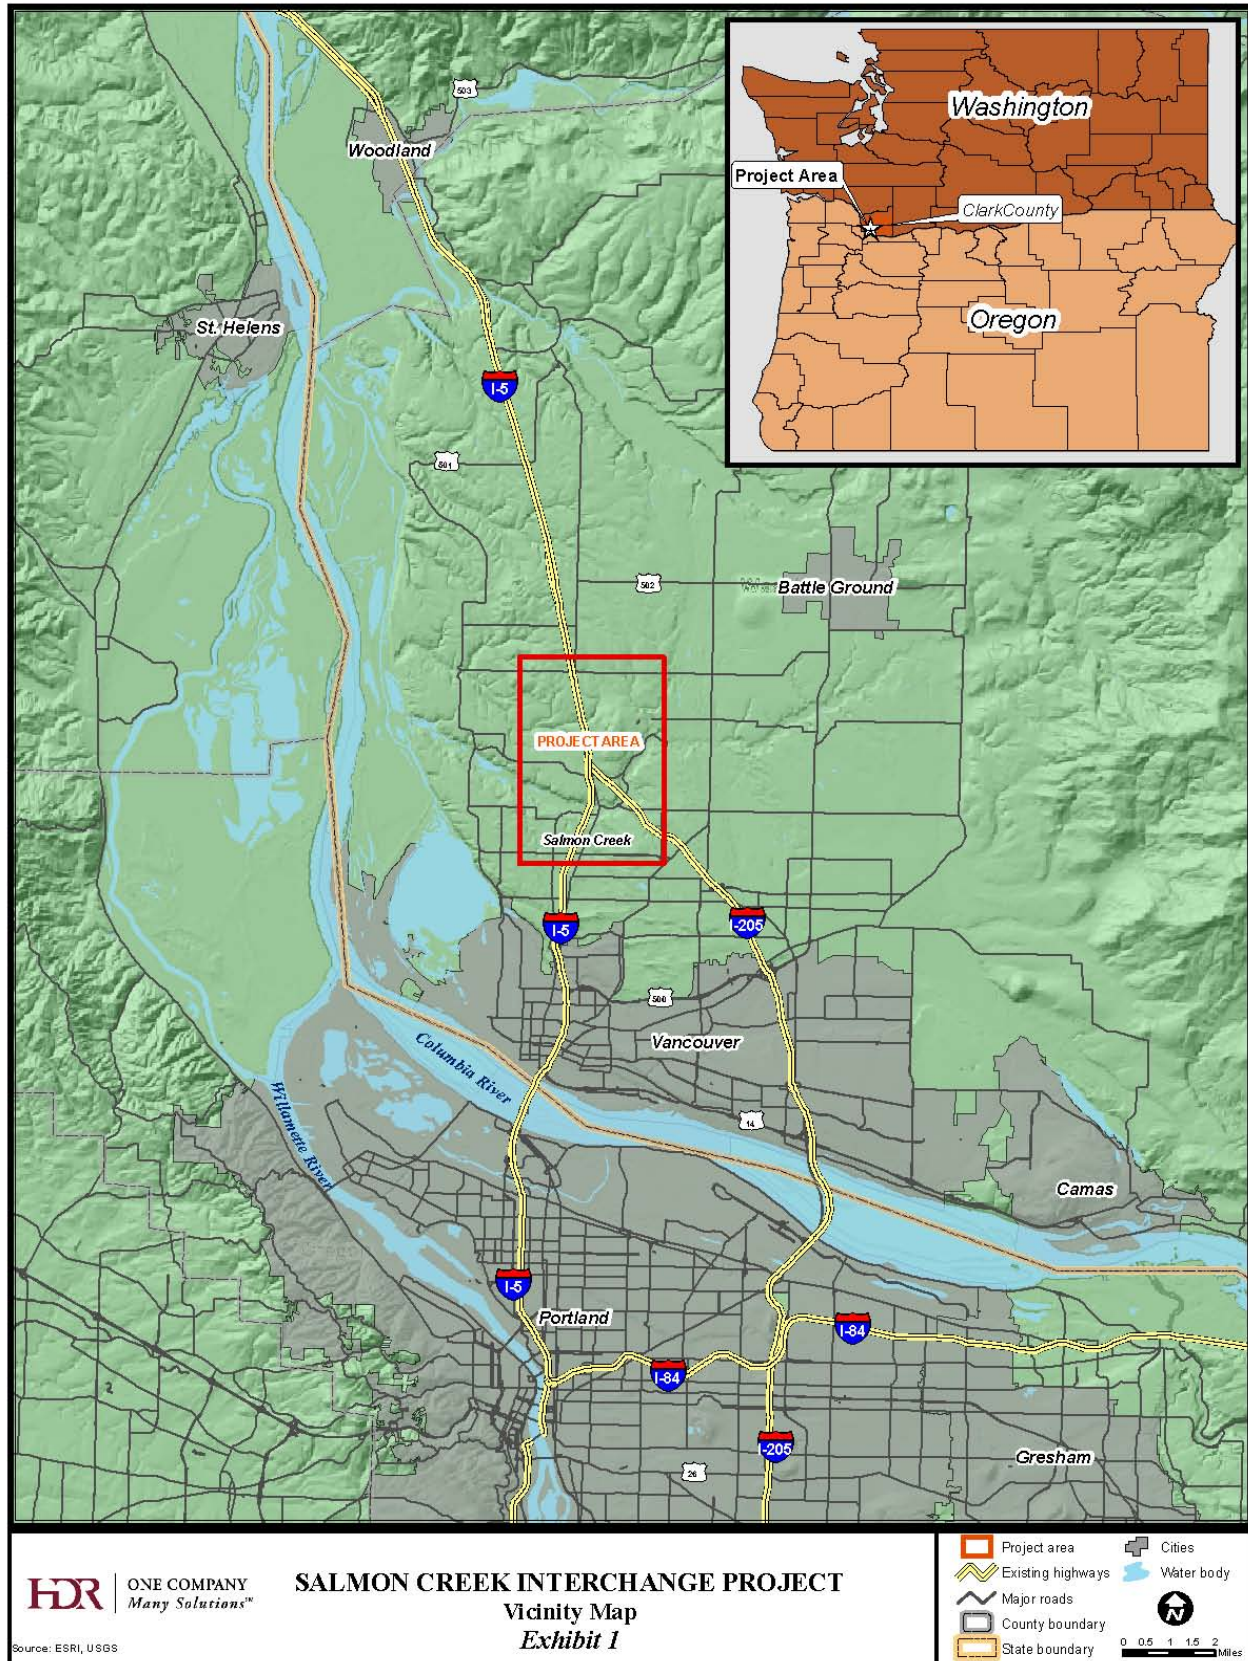 Washington
Project Area
ClarkCounty
Oregon
503
Woodland
St. Helens
I-5
501
502
Battle Ground
PROJECT AREA
Salmon Creek
I-5
I-205
500
Vancouver
Columbia River
Willamette River
14
Camas
I-5
Portland
I-84
I-84
I-205
Gresham
26
HDR
ONE COMPANY
Many Solutions℠
SALMON CREEK INTERCHANGE PROJECT
Vicinity Map
Exhibit 1
Source: ESRI, USGS
Project area
Existing highways
Major roads
County boundary
State boundary
Cities
Water body
N
0 0.5 1 1.5 2
Miles